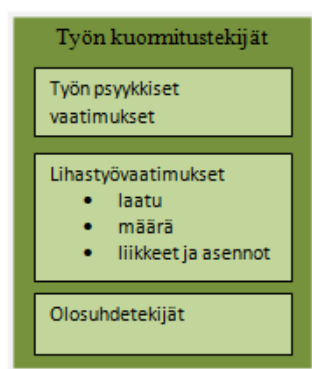 Työn kuormitustekijät
Työn psyykkiset
vaatimukset
Lihastyövaatimukset
• laatu
• määrä
• liikkeet ja asennot
Olosuhdetekijät